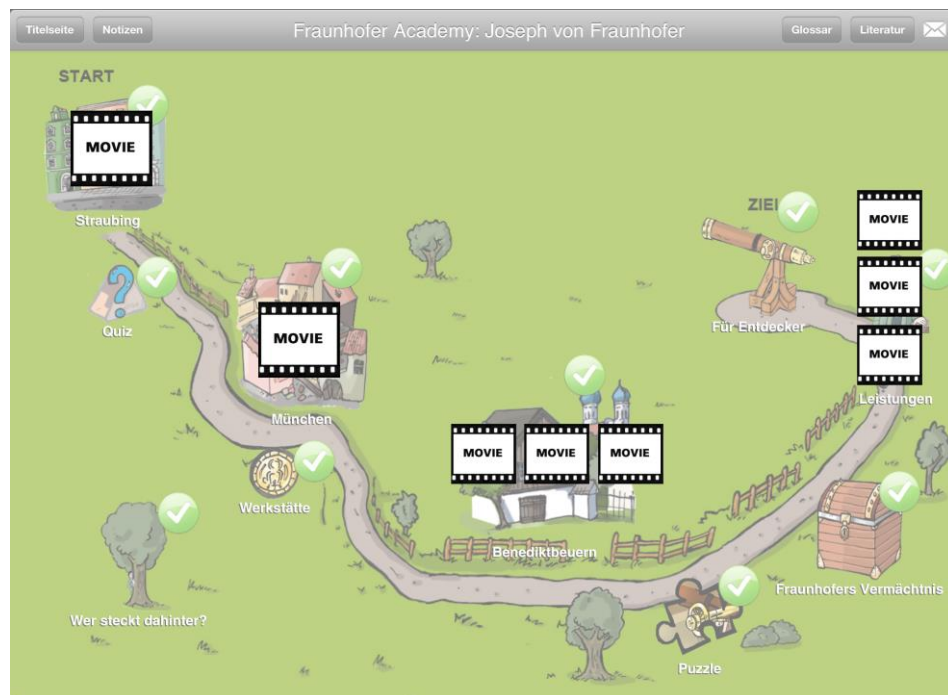 Titelseite
Notizen
Fraunhofer Academy: Joseph von Fraunhofer
Glossar
Literatur
START
MOVIE
Straubing
Quiz
MOVIE
München
ZIEL
Für Entdecker
MOVIE
MOVIE
MOVIE
Leistungen
MOVIE
MOVIE
MOVIE
Benediktbeuern
Werkstätte
Wer steckt dahinter?
Fraunhofers Vermächtnis
Puzzle